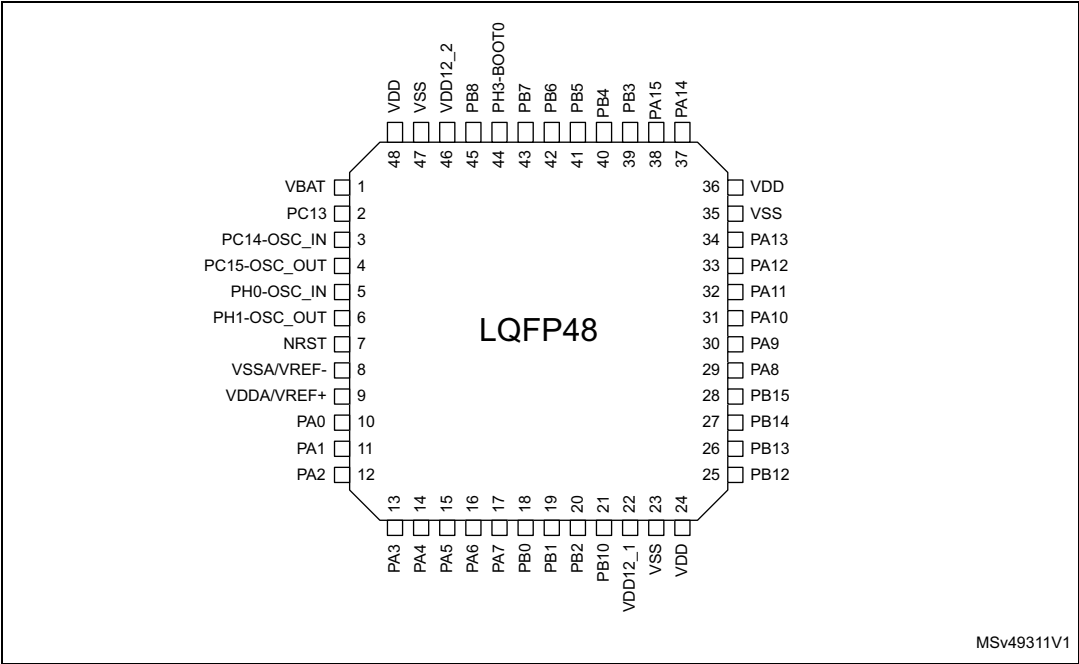 VDD
VSS
VDD12_2
PB8
PH3-BOOT0
PB7
PB6
PB5
PB4
PB3
PA15
PA14
48
47
46
45
44
43
42
41
40
39
38
37
VBAT 1
PC13 2
PC14-OSC_IN 3
PC15-OSC_OUT 4
PH0-OSC_IN 5
PH1-OSC_OUT 6
NRST 7
VSSA/VREF- 8
VDDA/VREF+ 9
PA0 10
PA1 11
PA2 12
LQFP48
36 VDD
35 VSS
34 PA13
33 PA12
32 PA11
31 PA10
30 PA9
29 PA8
28 PB15
27 PB14
26 PB13
25 PB12
13
14
15
16
17
18
19
20
21
22
23
24
PA3
PA4
PA5
PA6
PA7
PB0
PB1
PB2
PB10
VDD12_1
VSS
VDD
MSv49311V1